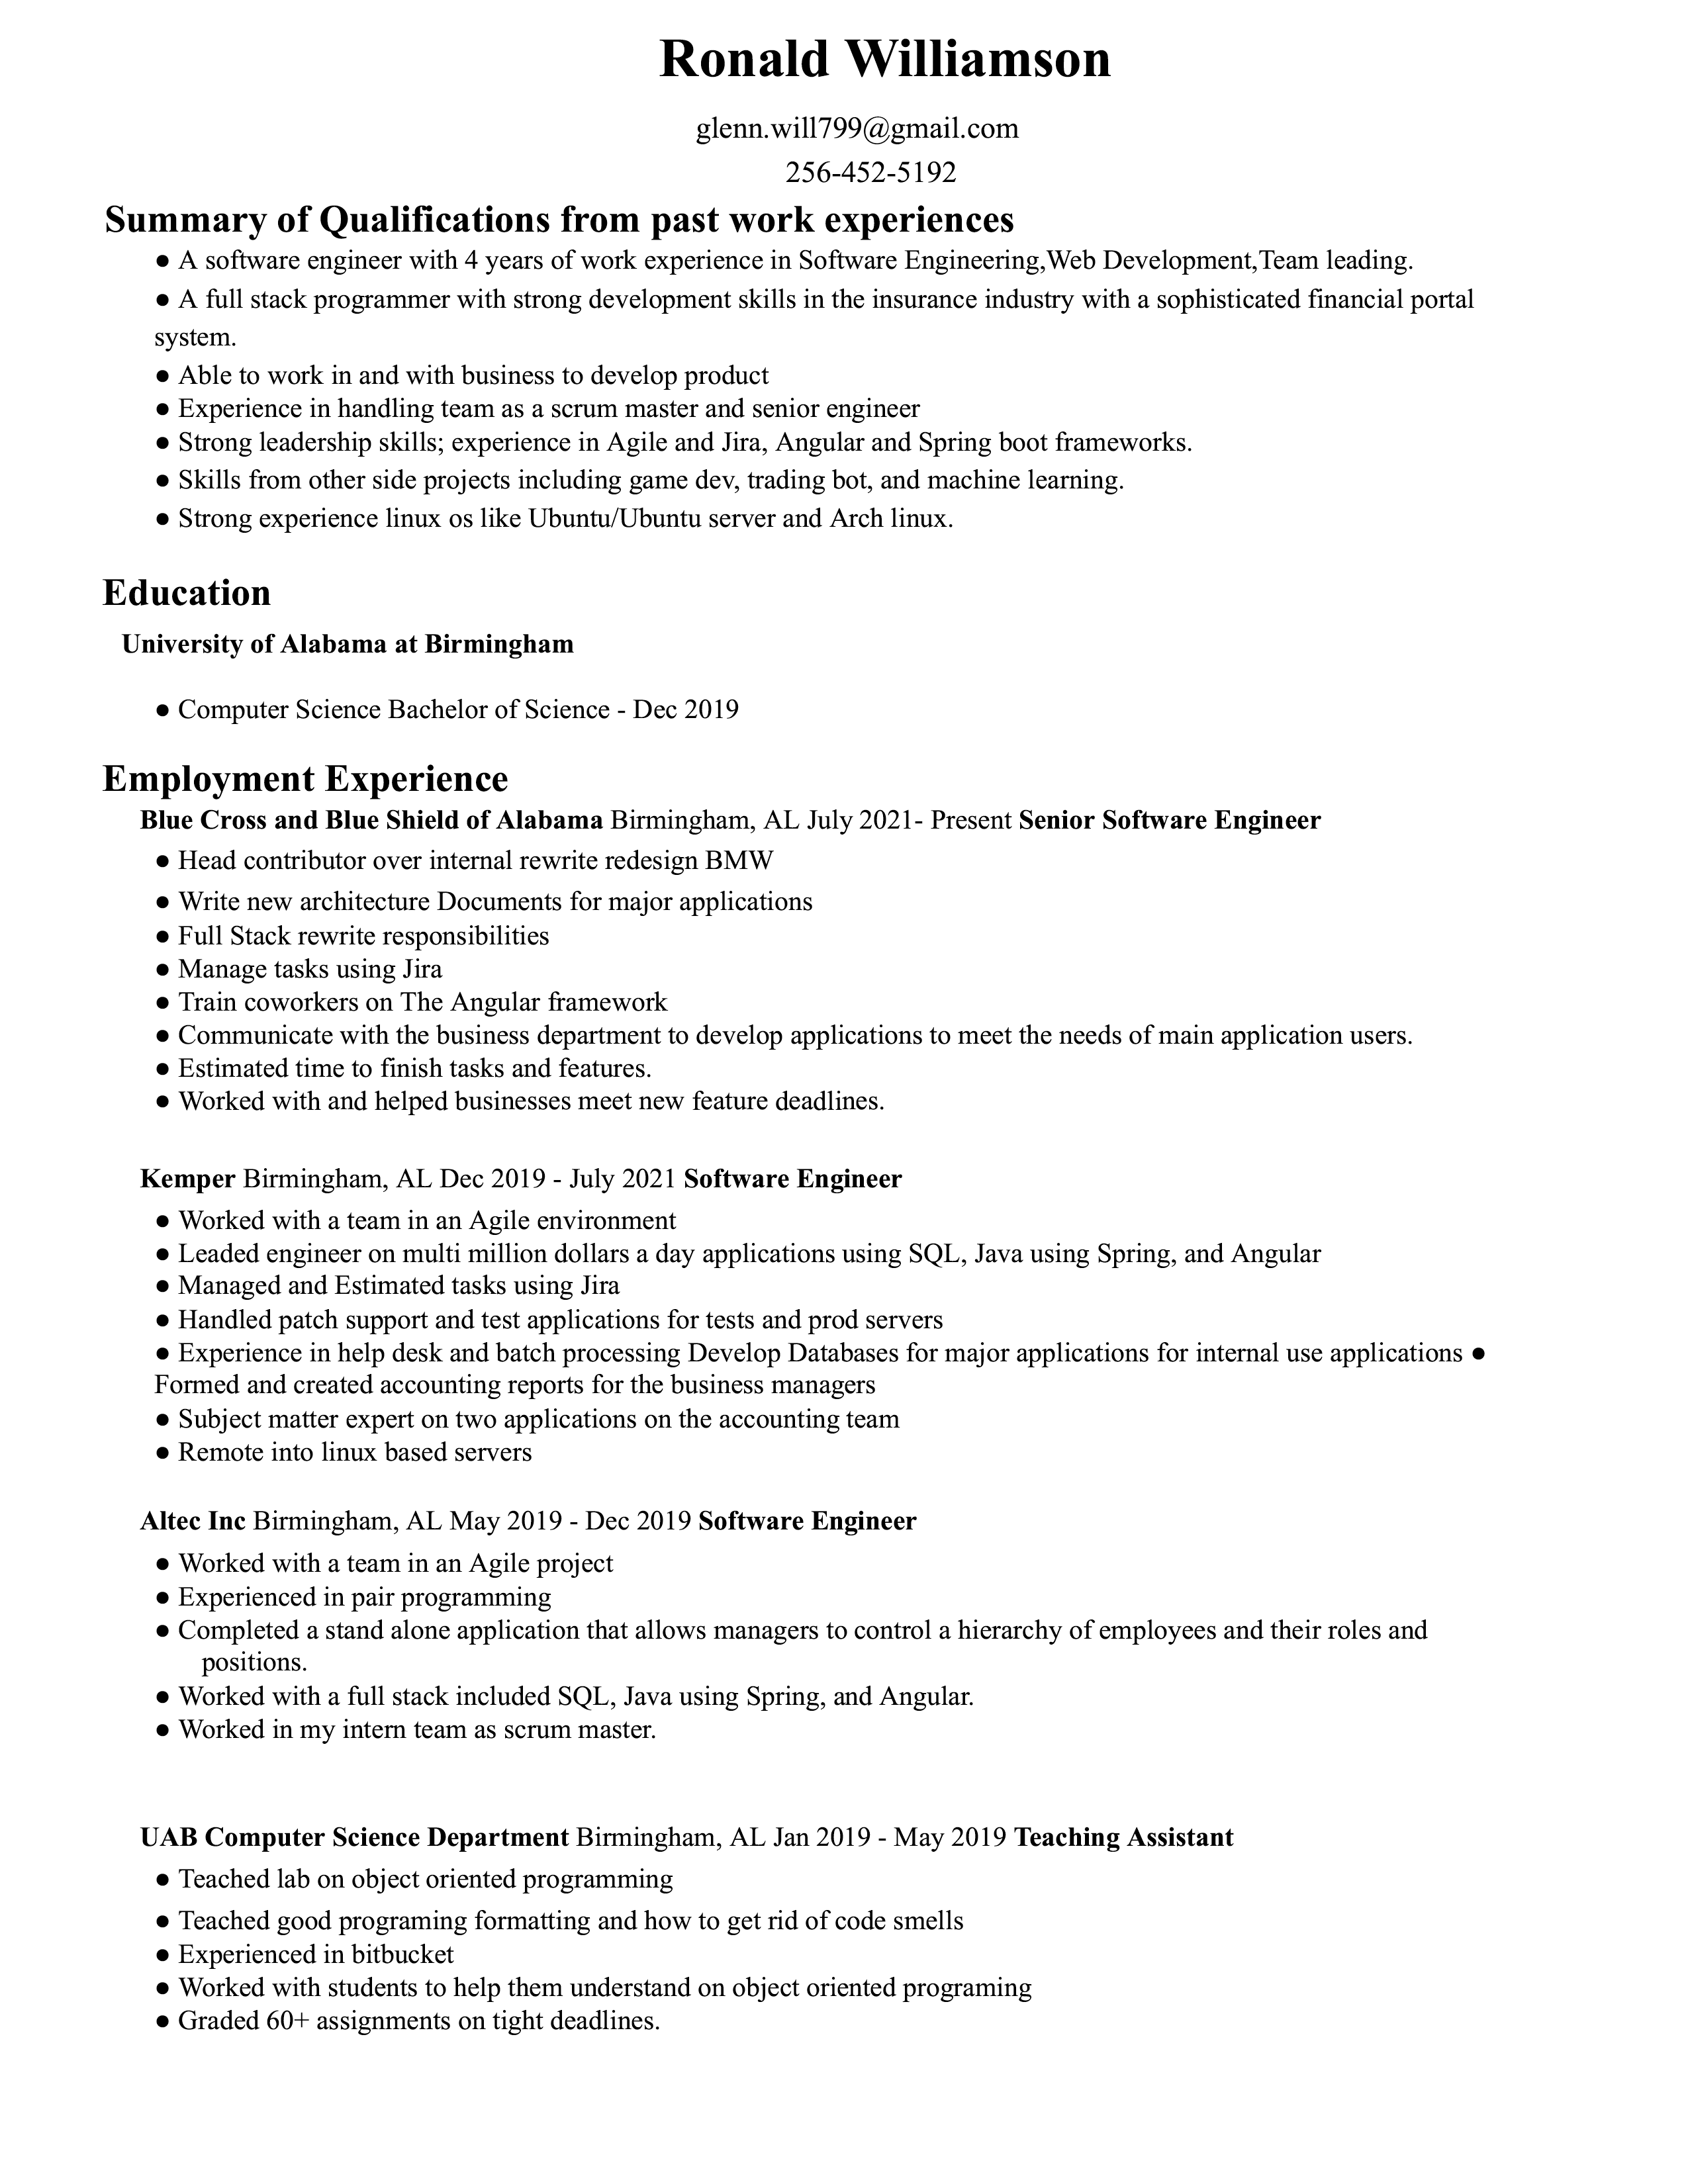 Ronald Williamson
glenn.will799@gmail.com
256-452-5192
Summary of Qualifications from past work experiences
● A software engineer with 4 years of work experience in Software Engineering,Web Development,Team leading.
● A full stack programmer with strong development skills in the insurance industry with a sophisticated financial portal
system.
● Able to work in and with business to develop product
● Experience in handling team as a scrum master and senior engineer
● Strong leadership skills; experience in Agile and Jira, Angular and Spring boot frameworks.
● Skills from other side projects including game dev, trading bot, and machine learning.
● Strong experience linux os like Ubuntu/Ubuntu server and Arch linux.
Education
University of Alabama at Birmingham
● Computer Science Bachelor of Science - Dec 2019
Employment Experience
Blue Cross and Blue Shield of Alabama Birmingham, AL July 2021- Present Senior Software Engineer
● Head contributor over internal rewrite redesign BMW
● Write new architecture Documents for major applications
● Full Stack rewrite responsibilities
● Manage tasks using Jira
● Train coworkers on The Angular framework
● Communicate with the business department to develop applications to meet the needs of main application users.
● Estimated time to finish tasks and features.
● Worked with and helped businesses meet new feature deadlines.
Kemper Birmingham, AL Dec 2019 - July 2021 Software Engineer
● Worked with a team in an Agile environment
● Leaded engineer on multi million dollars a day applications using SQL, Java using Spring, and Angular
● Managed and Estimated tasks using Jira
● Handled patch support and test applications for tests and prod servers
● Experience in help desk and batch processing Develop Databases for major applications for internal use applications ●
Formed and created accounting reports for the business managers
● Subject matter expert on two applications on the accounting team
● Remote into linux based servers
Altec Inc Birmingham, AL May 2019 - Dec 2019 Software Engineer
● Worked with a team in an Agile project
● Experienced in pair programming
● Completed a stand alone application that allows managers to control a hierarchy of employees and their roles and
positions.
● Worked with a full stack included SQL, Java using Spring, and Angular.
● Worked in my intern team as scrum master.
UAB Computer Science Department Birmingham, AL Jan 2019 - May 2019 Teaching Assistant
● Teached lab on object oriented programming
● Teached good programing formatting and how to get rid of code smells
● Experienced in bitbucket
● Worked with students to help them understand on object oriented programing
● Graded 60+ assignments on tight deadlines.